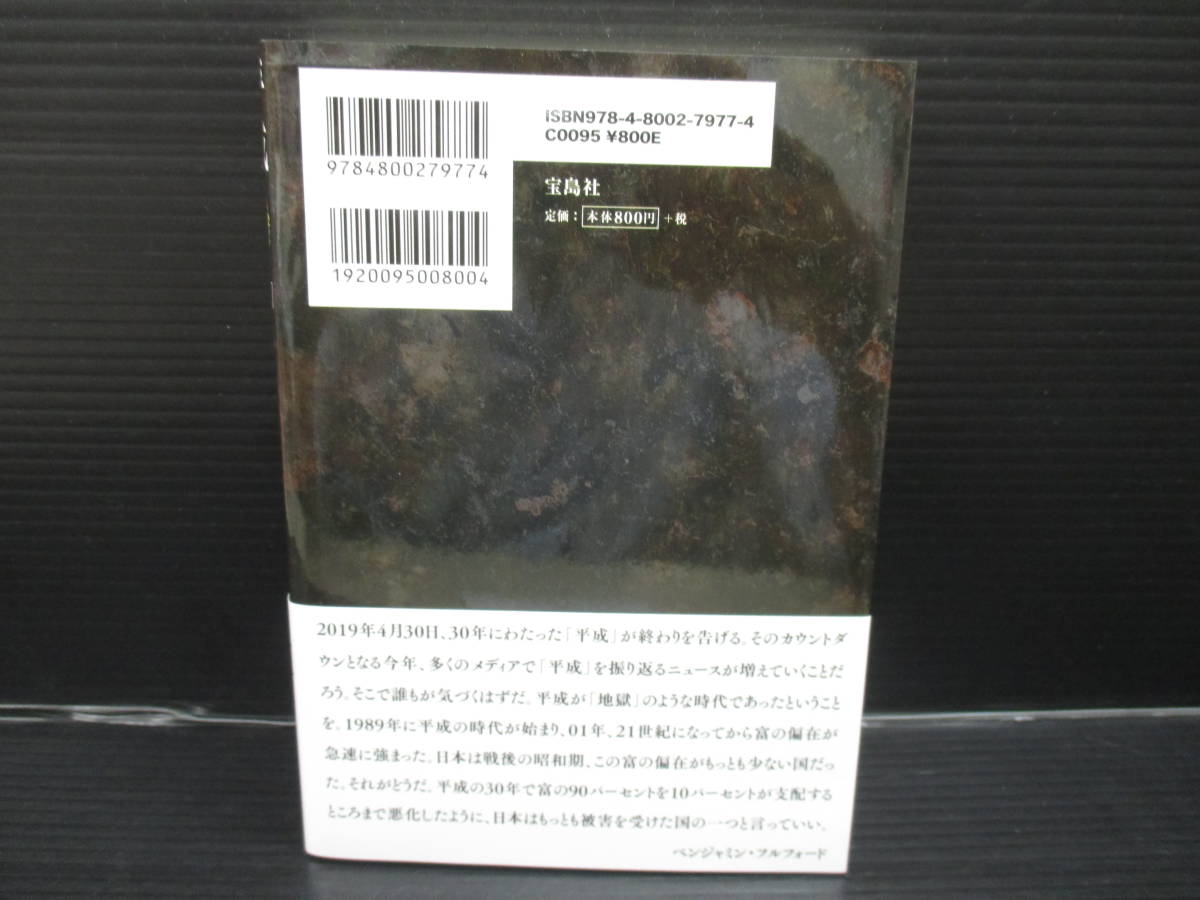 9784800279774
1920095008004
ISBN978-4-8002-7977-4
C0095 ¥800E
宝島社
定価：本体800円＋税
2019年4月30日、30年にわたった「平成」が終わりを告げる。そのカウントダ
ウンとなる今年、多くのメディアで「平成」を振り返るニュースが増えていくことだ
ろう。そこで誰もが気づくはずだ。平成が「地獄」のような時代であったということ
を。1989年に平成の時代が始まり、01年、21世紀になってから富の偏在が
急速に強まった。日本は戦後の昭和期、この富の偏在がもっとも少ない国だっ
た。それがどうだ。平成の30年で富の90パーセントを10パーセントが支配する
ところまで悪化したように、日本はもっとも被害を受けた国の一つと言っていい。
ベンジャミン・フルフォード